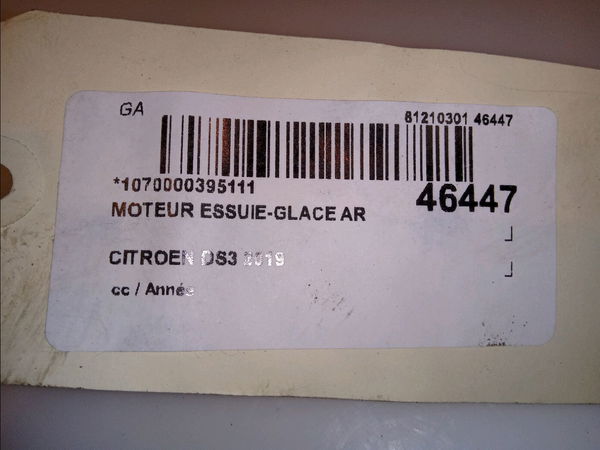 GA
81210301 46447
*1070000395111
46447
MOTEUR ESSUIE-GLACE AR
CITROEN DS3 2019
cc / Année